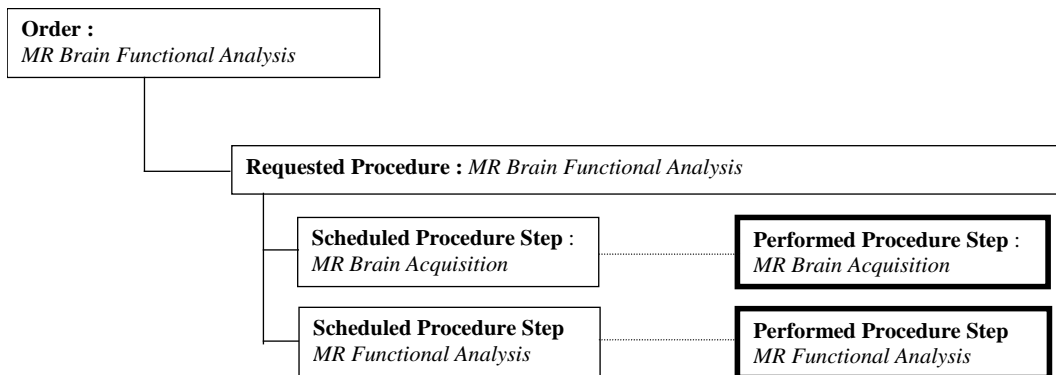 Order :
MR Brain Functional Analysis
Requested Procedure : MR Brain Functional Analysis
Scheduled Procedure Step :
MR Brain Acquisition
Performed Procedure Step :
MR Brain Acquisition
Scheduled Procedure Step
MR Functional Analysis
Performed Procedure Step
MR Functional Analysis